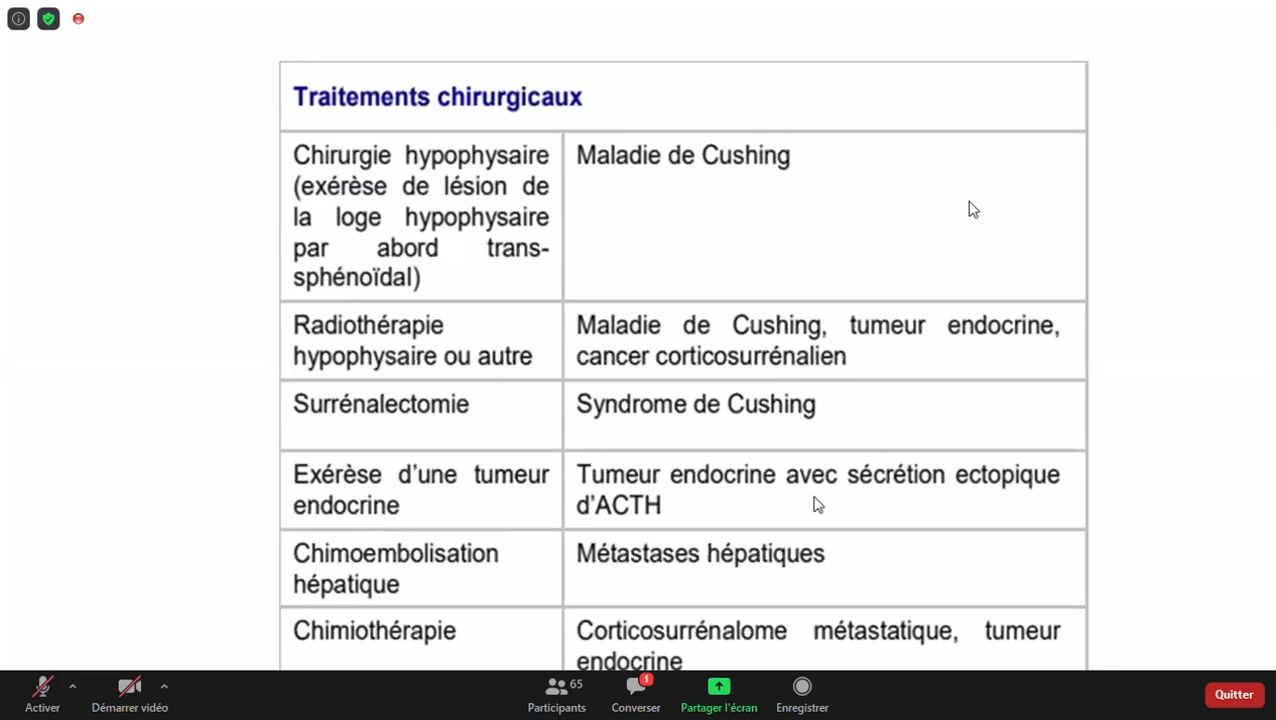 Traitements chirurgicaux
Chirurgie hypophysaire
(exérèse de lésion de
la loge hypophysaire
par abord trans-
sphénoïdal)
Maladie de Cushing
Radiothérapie
hypophysaire ou autre
Maladie de Cushing, tumeur endocrine,
cancer corticosurrénalien
Surrénalectomie
Syndrome de Cushing
Exérèse d’une tumeur
endocrine
Tumeur endocrine avec sécrétion ectopique
d’ACTH
Chimoembolisation
hépatique
Métastases hépatiques
Chimiothérapie
Corticosurrénalome métastatique, tumeur
endocrine
Activer
Démarrer vidéo
65
Participants
1
Converser
Partager l'écran
Enregistrer
Quitter